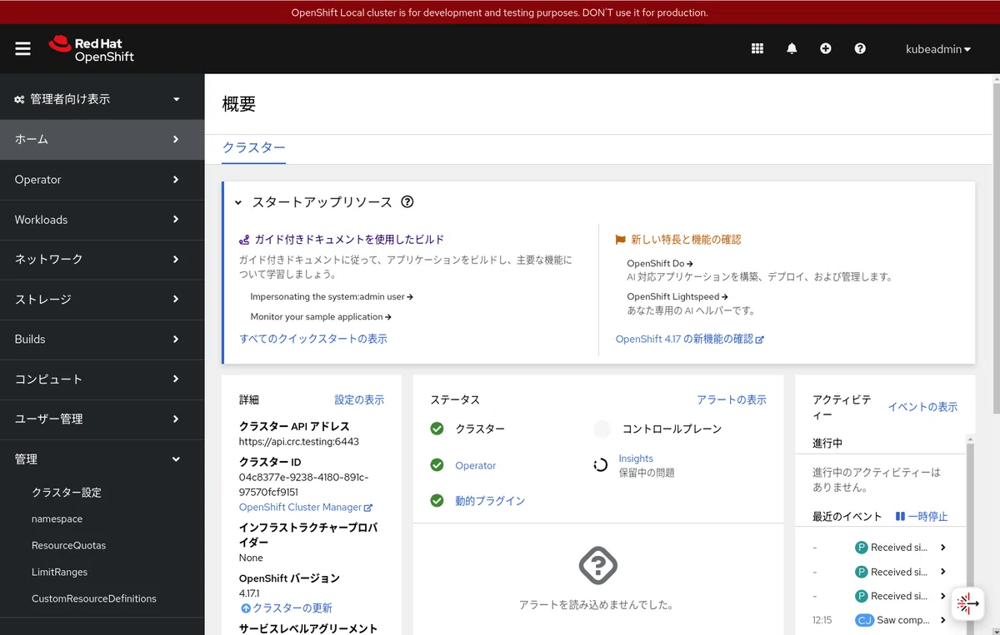 OpenShift Local cluster is for development and testing purposes. DON'T use it for production.
Red Hat
OpenShift
kubeadmin
管理者向け表示
ホーム
Operator
Workloads
ネットワーク
ストレージ
Builds
コンピュート
ユーザー管理
管理
クラスター設定
namespace
ResourceQuotas
LimitRanges
CustomResourceDefinitions
概要
クラスター
スタートアップリソース
ガイド付きドキュメントを使用したビルド
ガイド付きドキュメントに従って、アプリケーションをビルドし、主要な機能に
ついて学習しましょう。
Impersonating the system:admin user
Monitor your sample application
すべてのクイックスタートの表示
新しい特長と機能の確認
OpenShift Do
AI 対応アプリケーションを構築、デプロイ、および管理します。
OpenShift Lightspeed
あなた専用の AI ヘルパーです。
OpenShift 4.17 の新機能の確認
詳細
設定の表示
クラスター API アドレス
https://api.crc.testing:6443
クラスター ID
04c8377e-9238-4180-891c-
97570fcf9151
OpenShift Cluster Manager
インフラストラクチャープロバ
イダー
None
OpenShift バージョン
4.17.1
クラスターの更新
サービスレベルアグリーメント
ステータス
アラートの表示
クラスター
コントロールプレーン
Operator
Insights
保留中の問題
動的プラグイン
アラートを読み込めませんでした。
アクティビテ
ィー
イベントの表示
進行中
進行中のアクティビティーは
ありません。
最近のイベント
一時停止
- P Received si...
- P Received si...
- P Received si...
12:15 CJ Saw comp...